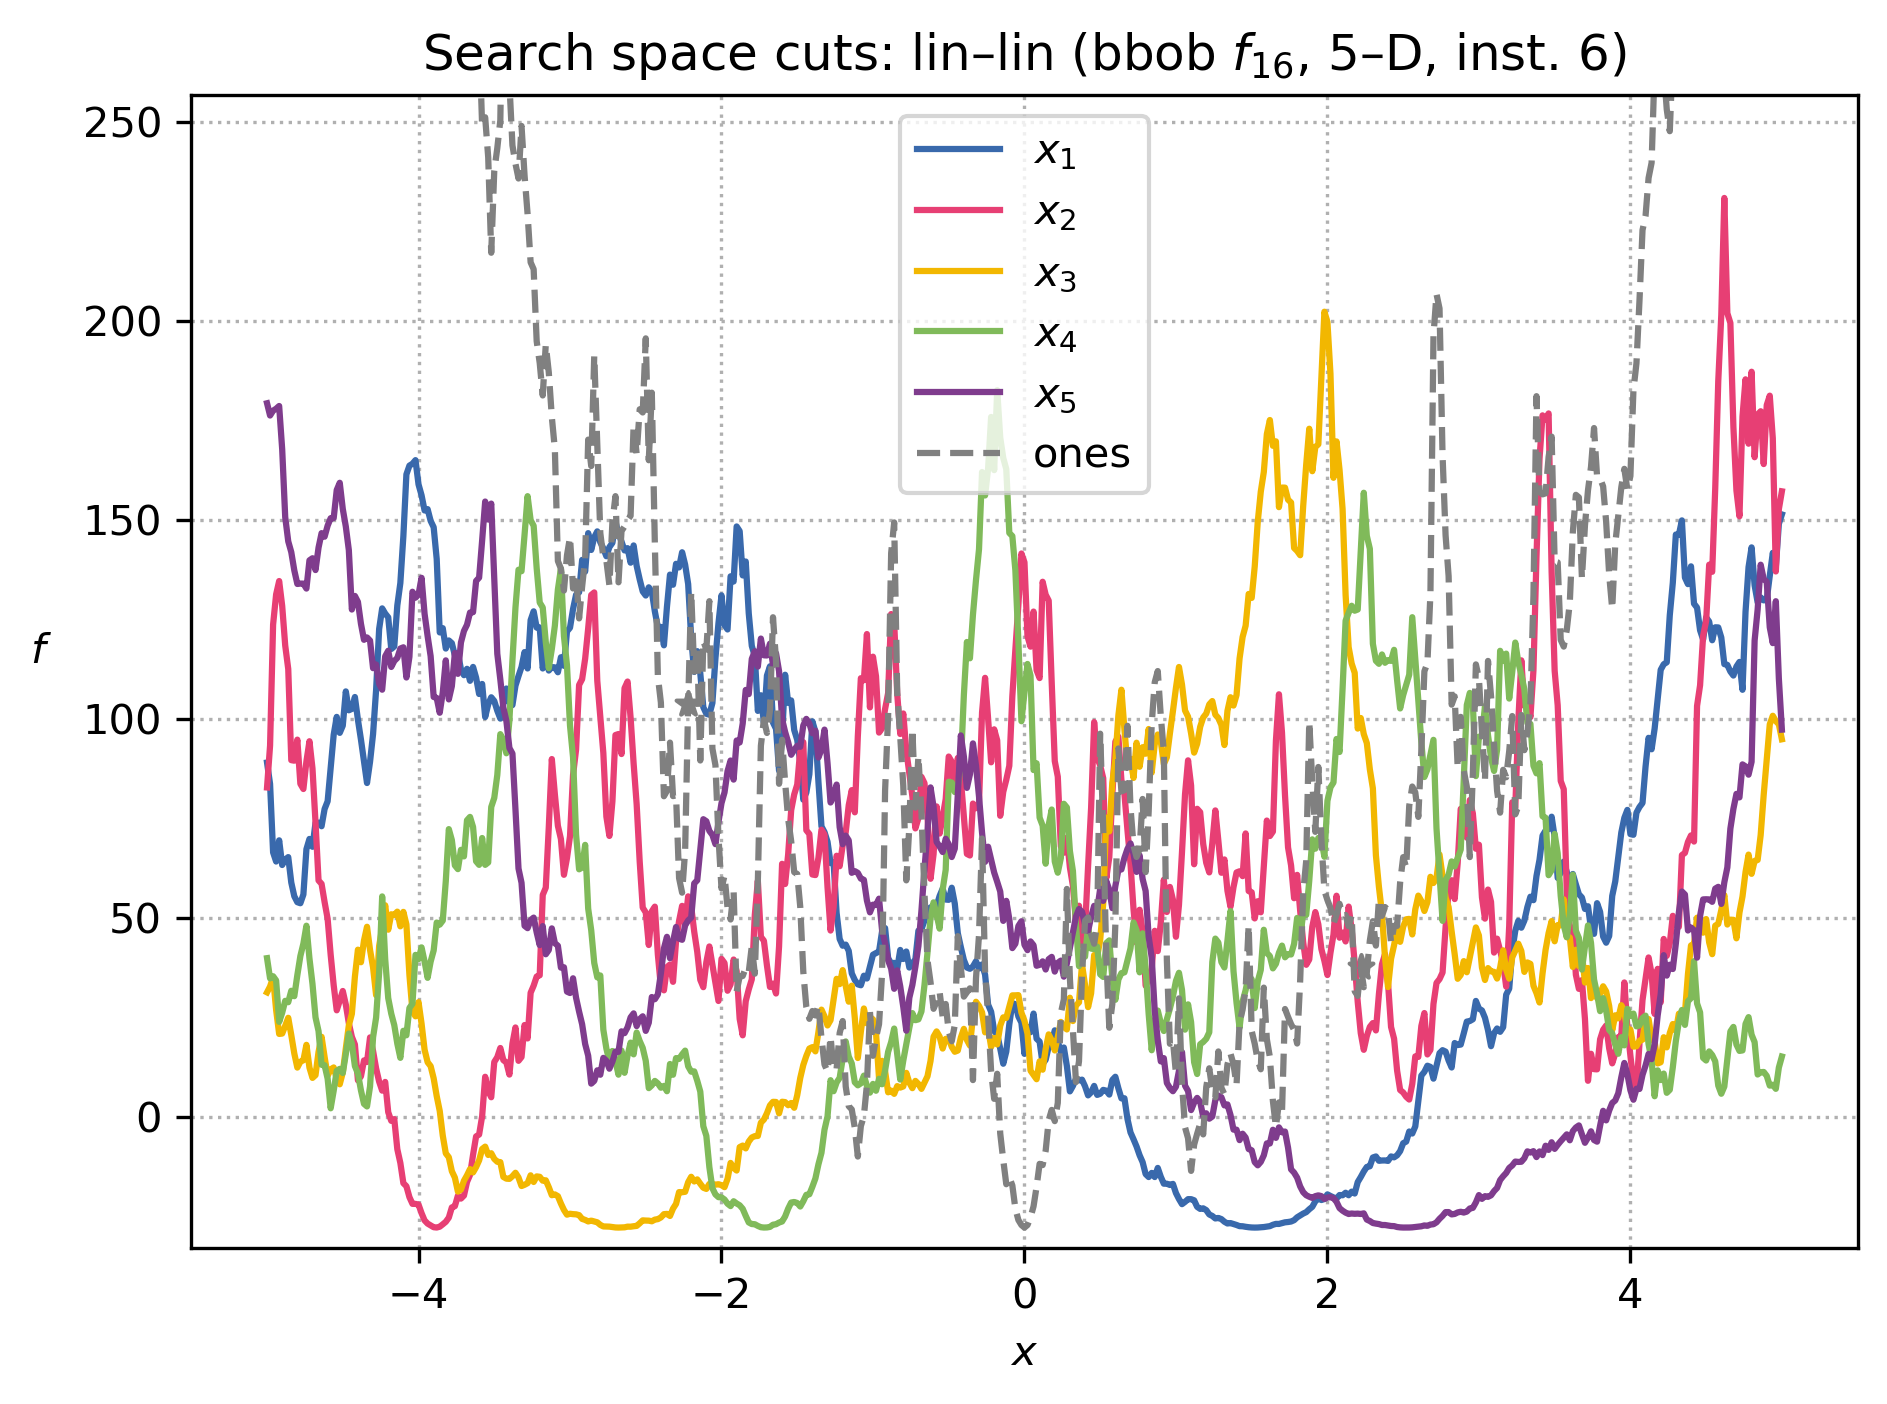 Search space cuts: lin–lin (bbob f16, 5–D, inst. 6)
250
200
150
100
50
0
f
x1
x2
x3
x4
x5
ones
−4
−2
0
2
4
x